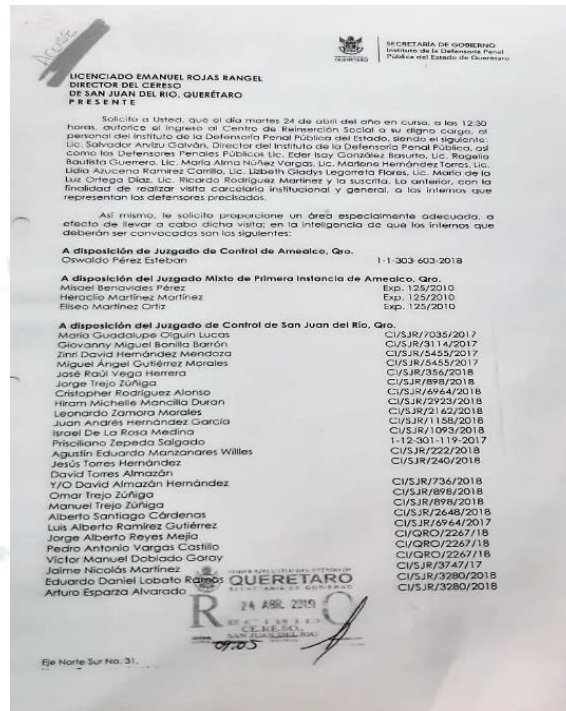 Acuse
QUERÉTARO
SECRETARÍA DE GOBIERNO
Instituto de la Defensoría Penal
Pública del Estado de Querétaro
LICENCIADO EMANUEL ROJAS RANGEL
DIRECTOR DEL CERESO
DE SAN JUAN DEL RIO, QUERÉTARO
P R E S E N T E
Solicito a Usted, que el día martes 24 de abril del año en curso, a las 12:30
horas, autorice el ingreso al Centro de Reinserción Social a su digno cargo, al
personal del Instituto de la Defensoría Penal Pública del Estado, siendo el siguiente:
Lic. Salvador Arvizu Galván, Director del Instituto de la Defensoría Penal Pública, así
como los Defensores Penales Públicos Lic. Eder Isay González Basurto, Lic. Rogelio
Bautista Guerrero, Lic. María Alma Núñez Vargas, Lic. Marlene Hernández Torres, Lic.
Lidia Azucena Ramírez Carrillo, Lic. Lizbeth Gladys Legorreta Flores, Lic. María de la
Luz Ortega Díaz, Lic. Ricardo Rodríguez Martínez y la suscrita. Lo anterior, con la
finalidad de realizar visita carcelaria institucional y general, a los internos que
representan los defensores precisados.
Así mismo, le solicito proporcione un área especialmente adecuada, a
efecto de llevar a cabo dicha visita; en la inteligencia de que los internos que
deberán ser convocados son los siguientes:
A disposición de Juzgado de Control de Amealco, Qro.
Oswaldo Pérez Esteban 1-1-303-603-2018
A disposición del Juzgado Mixto de Primera Instancia de Amealco, Qro.
Misael Benavides Pérez Exp. 125/2010
Heraclio Martínez Martínez Exp. 125/2010
Eliseo Martínez Ortiz Exp. 125/2010
A disposición del Juzgado de Control de San Juan del Río, Qro.
María Guadalupe Olguín Lucas CI/SJR/7035/2017
Giovanny Miguel Bonilla Barrón CI/SJR/3114/2017
Zinri David Hernández Mendoza CI/SJR/5455/2017
Miguel Ángel Gutiérrez Morales CI/SJR/5455/2017
José Raúl Vega Herrera CI/SJR/356/2018
Jorge Trejo Zúñiga CI/SJR/898/2018
Cristopher Rodríguez Alonso CI/SJR/6964/2018
Hiram Michelle Mancilla Duran CI/SJR/2923/2018
Leonardo Zamora Morales CI/SJR/2162/2018
Juan Andrés Hernández García CI/SJR/1158/2018
Israel De La Rosa Medina CI/SJR/1093/2018
Prisciliano Zepeda Salgado 1-12-301-119-2017
Agustín Eduardo Manzanares Willles CI/SJR/222/2018
Jesús Torres Hernández CI/SJR/240/2018
David Torres Almazán
Y/O David Almazán Hernández CI/SJR/736/2018
Omar Trejo Zúñiga CI/SJR/898/2018
Manuel Trejo Zúñiga CI/SJR/898/2018
Alberto Santiago Cárdenas CI/SJR/2648/2018
Luis Alberto Ramírez Gutiérrez CI/SJR/6964/2017
Jorge Alberto Reyes Mejía CI/QRO/2267/18
Pedro Antonio Vargas Castillo CI/QRO/2267/18
Víctor Manuel Doblado Garay CI/QRO/2267/18
Jaime Nicolás Martínez CI/SJR/3747/17
Eduardo Daniel Lobato Ramos CI/SJR/3280/2018
Arturo Esparza Alvarado CI/SJR/3280/2018
QUERETARO
SECRETARIA DE GOBIERNO
24 ABR. 2018
RECIBIDO
CE.RE.SO.
SAN JUAN DEL RIO
09:05
Eje Norte Sur No. 31,